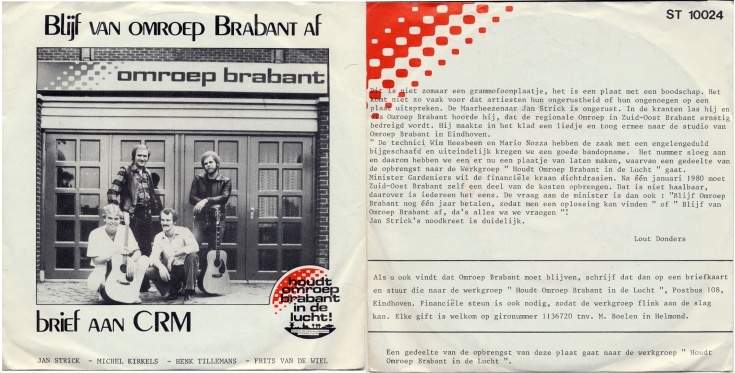 Blijf van omroep Brabant af
omroep brabant
houdt
omroep
brabant
in de
lucht!
brief aan CRM
JAN STRICK - MICHEL KIRKELS - HENK TILLEMANS - FRITS VAN DE WIEL
ST 10024
Dit is niet zomaar een grammofoonplaatje, het is een plaat met een boodschap. Het
komt niet zo vaak voor dat artiesten hun ongerustheid of hun ongenoegen op een
plaat uitspreken. De Maarheezenaar Jan Strick is ongerust. In de kranten las hij en
via Omroep Brabant hoorde hij, dat de regionale Omroep in Zuid-Oost Brabant ernstig
bedreigd wordt. Hij maakte in het klad een liedje en toog ermee naar de studio van
Omroep Brabant in Eindhoven.
" De technici Wim Heesbeem en Mario Nozza hebben de zaak met een engelengeduld
bijgeschaafd en uiteindelijk kregen we een goede bandopname. Het nummer sloeg aan
en daarom hebben we een er nu een plaatje van laten maken, waarvan een gedeelte van
de opbrengst naar de Werkgroep " Houdt Omroep Brabant in de Lucht " gaat.
Minister Gardeniers wil de financiële kraan dichtdraaien. Na één januari 1980 moet
Zuid-Oost Brabant zelf een deel van de kosten opbrengen. Dat is niet haalbaar,
daarover is iedereen het eens. De vraag aan de minister is dan ook : "Blijf Omroep
Brabant nog één jaar betalen, zodat men een oplossing kan vinden " of " Blijf van
Omroep Brabant af, da's alles wa we vraogen "!
Jan Strick's noodkreet is duidelijk.
Lout Donders
Als u ook vindt dat Omroep Brabant moet blijven, schrijf dat dan op een briefkaart
en stuur die naar de werkgroep " Houdt Omroep Brabant in de Lucht ", Postbus 108,
Eindhoven. Financiële steun is ook nodig, zodat de werkgroep flink aan de slag
kan. Elke gift is welkom op gironummer 1136720 tnv. M. Boelen in Helmond.
Een gedeelte van de opbrengst van deze plaat gaat naar de werkgroep " Houdt
Omroep Brabant in de Lucht ".